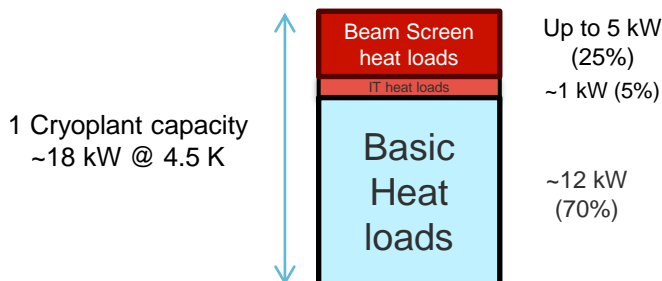 1 Cryoplant capacity
~18 kW @ 4.5 K
Beam Screen
heat loads
IT heat loads
Basic
Heat
loads
Up to 5 kW
(25%)
~1 kW (5%)
~12 kW
(70%)